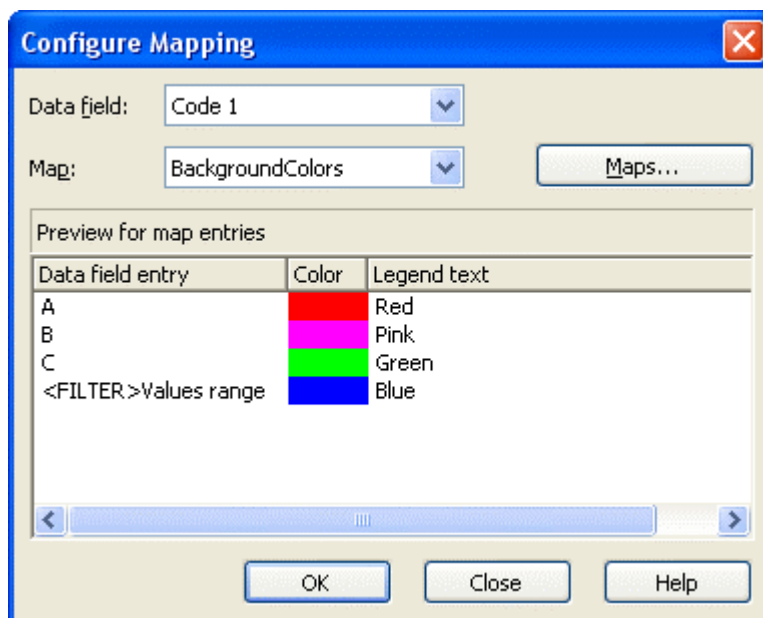 Configure Mapping
Data field: Code 1
Map: BackgroundColors Maps...
Preview for map entries
Data field entry Color Legend text
A Red
B Pink
C Green
<FILTER>Values range Blue
OK Close Help